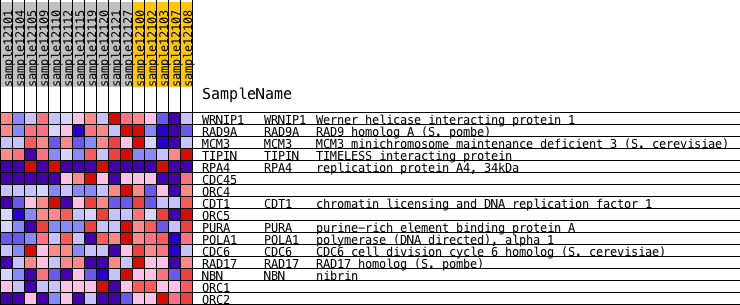 sample12101
sample12104
sample12105
sample12109
sample12110
sample12112
sample12115
sample12119
sample12120
sample12121
sample12127
sample12100
sample12102
sample12103
sample12107
sample12108
SampleName
WRNIP1 WRNIP1 Werner helicase interacting protein 1
RAD9A RAD9A RAD9 homolog A (S. pombe)
MCM3 MCM3 MCM3 minichromosome maintenance deficient 3 (S. cerevisiae)
TIPIN TIPIN TIMELESS interacting protein
RPA4 RPA4 replication protein A4, 34kDa
CDC45
ORC4
CDT1 CDT1 chromatin licensing and DNA replication factor 1
ORC5
PURA PURA purine-rich element binding protein A
POLA1 POLA1 polymerase (DNA directed), alpha 1
CDC6 CDC6 CDC6 cell division cycle 6 homolog (S. cerevisiae)
RAD17 RAD17 RAD17 homolog (S. pombe)
NBN NBN nibrin
ORC1
ORC2